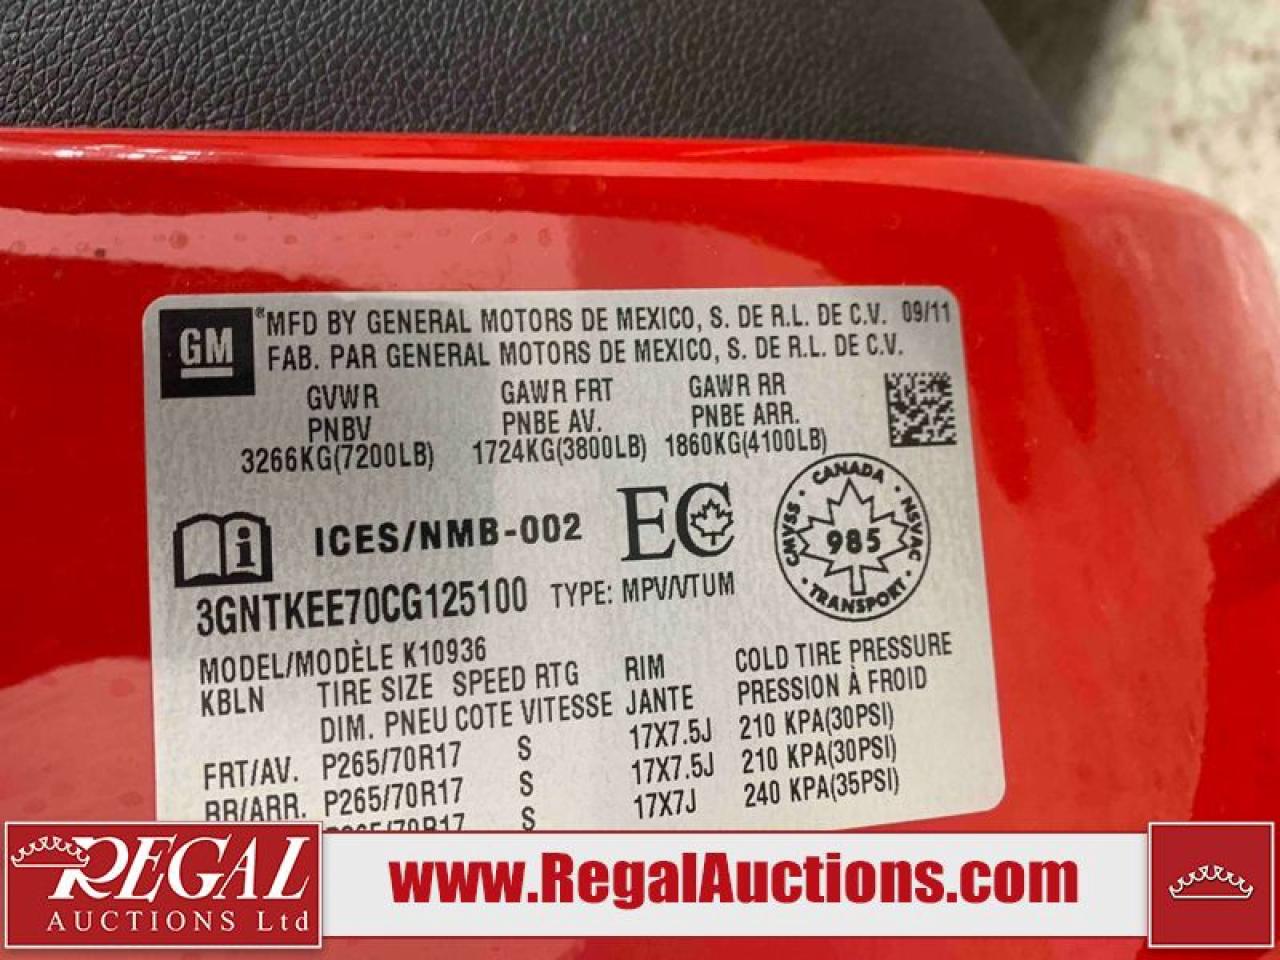 GM ®MFD BY GENERAL MOTORS DE MEXICO, S. DE R.L. DE C.V. 09/11
FAB. PAR GENERAL MOTORS DE MEXICO, S. DE R.L. DE C.V.
GVWR GAWR FRT GAWR RR
PNBV PNBE AV. PNBE ARR.
3266KG(7200LB) 1724KG(3800LB) 1860KG(4100LB)
i ICES/NMB-002 EC CANADA CMVSS NSVAC 985 TRANSPORT
3GNTKEE70CG125100 TYPE: MPV/VTUM
MODEL/MODÈLE K10936
KBLN TIRE SIZE SPEED RTG RIM COLD TIRE PRESSURE
DIM. PNEU COTE VITESSE JANTE PRESSION À FROID
FRT/AV. P265/70R17 S 17X7.5J 210 KPA(30PSI)
RR/ARR. P265/70R17 S 17X7.5J 210 KPA(30PSI)
P265/70R17 S 17X7J 240 KPA(35PSI)
REGAL
AUCTIONS Ltd
www.RegalAuctions.com